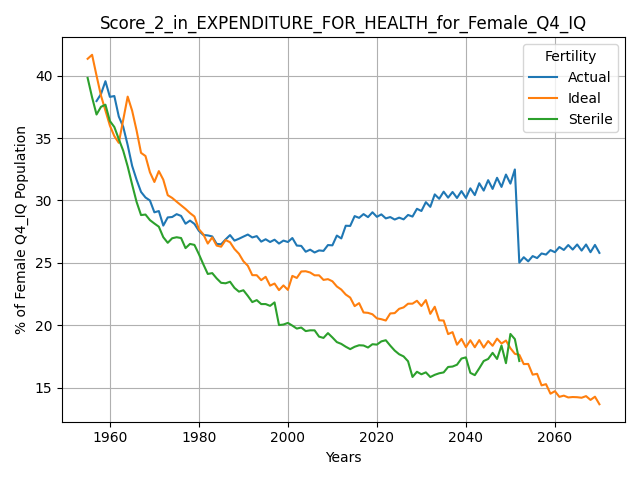 Score_2_in_EXPENDITURE_FOR_HEALTH_for_Female_Q4_IQ
Fertility
Actual
Ideal
Sterile
% of Female Q4_IQ Population
40
35
30
25
20
15
1960 1980 2000 2020 2040 2060
Years